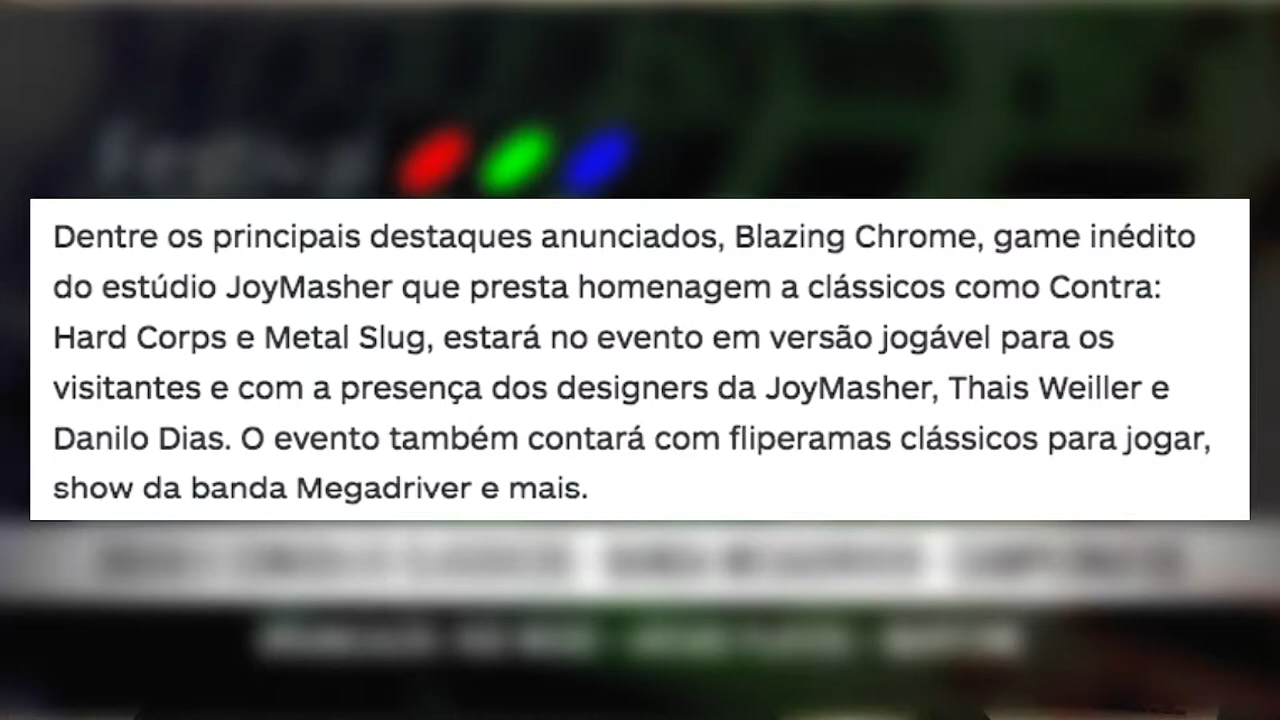 Dentre os principais destaques anunciados, Blazing Chrome, game inédito
do estúdio JoyMasher que presta homenagem a clássicos como Contra:
Hard Corps e Metal Slug, estará no evento em versão jogável para os
visitantes e com a presença dos designers da JoyMasher, Thais Weiller e
Danilo Dias. O evento também contará com fliperamas clássicos para jogar,
show da banda Megadriver e mais.